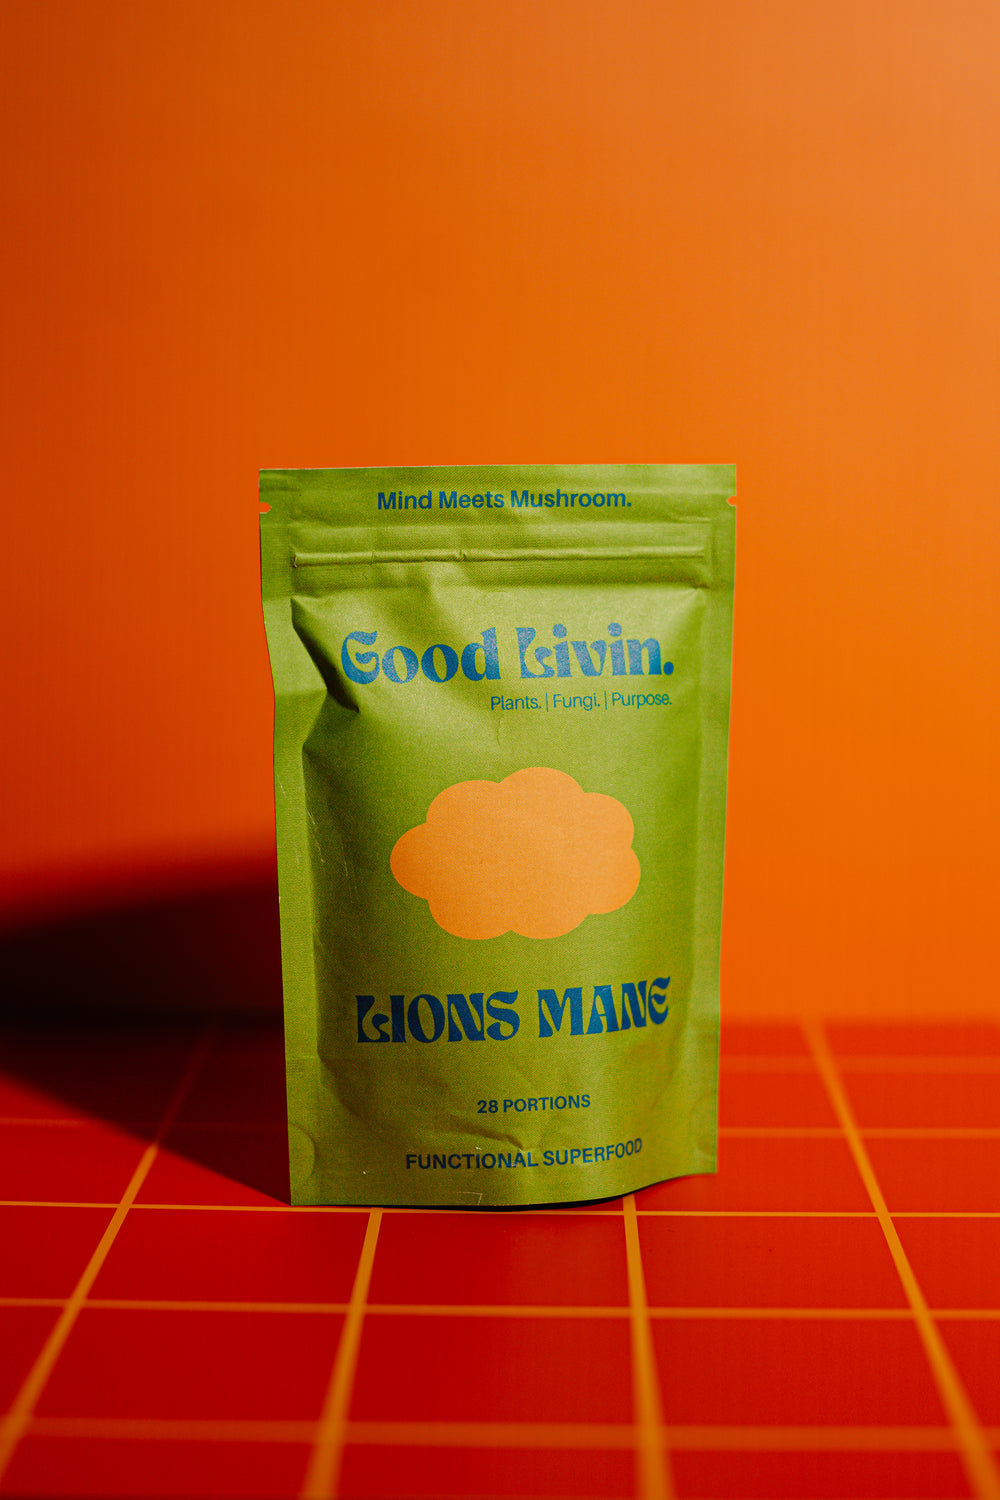 Mind Meets Mushroom.
Good Livin.
Plants. | Fungi. | Purpose.
LIONS MANE
28 PORTIONS
FUNCTIONAL SUPERFOOD